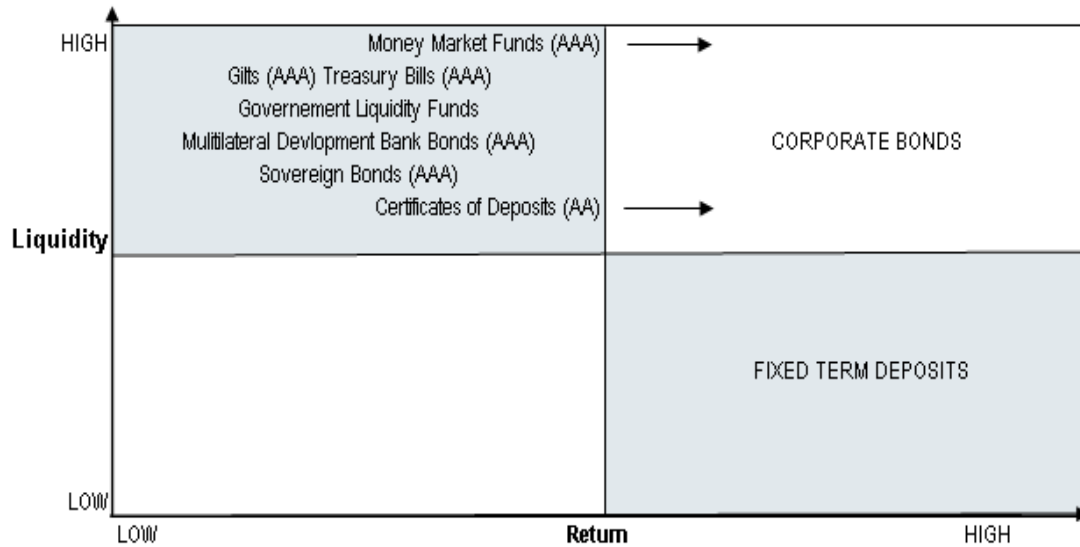 HIGH
Money Market Funds (AAA)
Gilts (AAA) Treasury Bills (AAA)
Governement Liquidity Funds
Mulitilateral Devlopment Bank Bonds (AAA)
CORPORATE BONDS
Sovereign Bonds (AAA)
Certificates of Deposits (AA)
Liquidity
FIXED TERM DEPOSITS
LOW
LOW
Return
HIGH